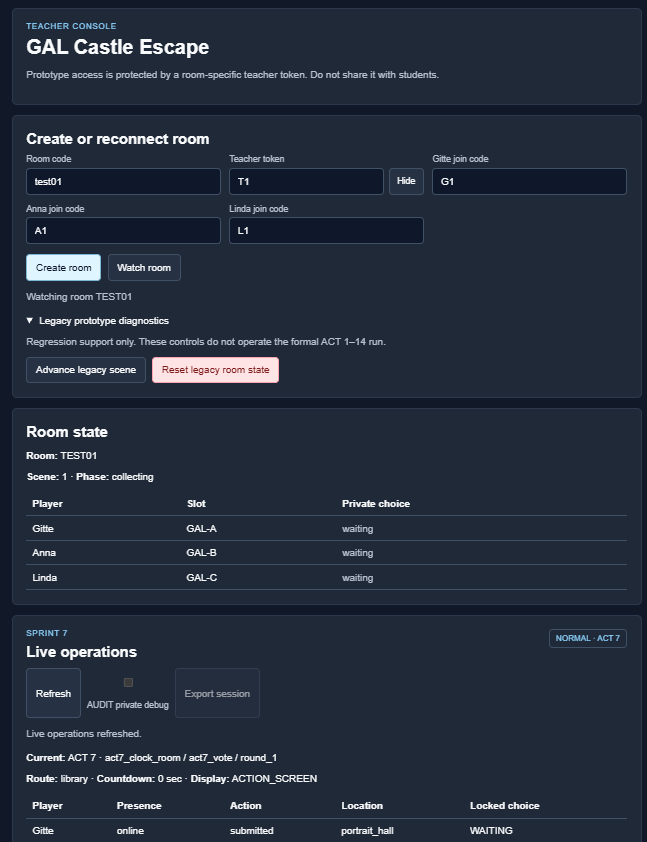 TEACHER CONSOLE
GAL Castle Escape
Prototype access is protected by a room-specific teacher token. Do not share it with students.
Create or reconnect room
Room code Teacher token Gitte join code
test01 T1 Hide G1
Anna join code Linda join code
A1 L1
Create room Watch room
Watching room TEST01
▼ Legacy prototype diagnostics
Regression support only. These controls do not operate the formal ACT 1–14 run.
Advance legacy scene Reset legacy room state
Room state
Room: TEST01
Scene: 1 · Phase: collecting
Player Slot Private choice
Gitte GAL-A waiting
Anna GAL-B waiting
Linda GAL-C waiting
SPRINT 7 NORMAL · ACT 7
Live operations
Refresh AUDIT private debug Export session
Live operations refreshed.
Current: ACT 7 · act7_clock_room / act7_vote / round_1
Route: library · Countdown: 0 sec · Display: ACTION_SCREEN
Player Presence Action Location Locked choice
Gitte online submitted portrait_hall WAITING